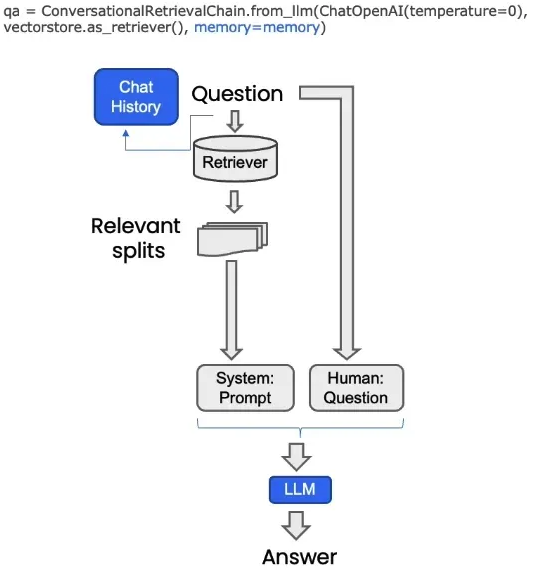 qa = ConversationalRetrievalChain.from_llm(ChatOpenAI(temperature=0),
vectorstore.as_retriever(), memory=memory)
Chat
History
Question
Retriever
Relevant
splits
System:
Prompt
Human:
Question
LLM
Answer